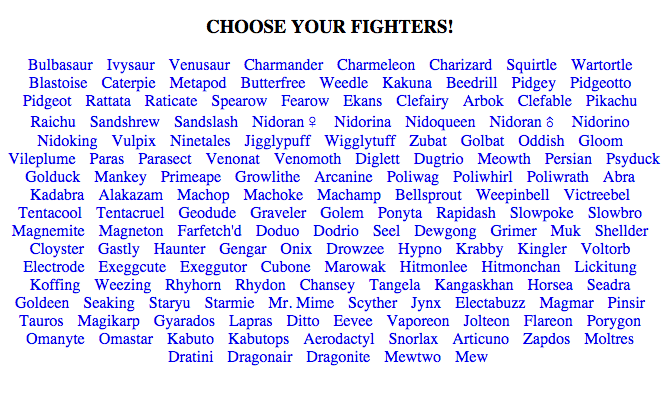 CHOOSE YOUR FIGHTERS!
Bulbasaur Ivysaur Venusaur Charmander Charmeleon Charizard Squirtle Wartortle
Blastoise Caterpie Metapod Butterfree Weedle Kakuna Beedrill Pidgey Pidgeotto
Pidgeot Rattata Raticate Spearow Fearow Ekans Clefairy Arbok Clefable Pikachu
Raichu Sandshrew Sandslash Nidoran♀ Nidorina Nidoqueen Nidoran♂ Nidorino
Nidoking Vulpix Ninetales Jigglypuff Wigglytuff Zubat Golbat Oddish Gloom
Vileplume Paras Parasect Venonat Venomoth Diglett Dugtrio Meowth Persian Psyduck
Golduck Mankey Primeape Growlithe Arcanine Poliwag Poliwhirl Poliwrath Abra
Kadabra Alakazam Machop Machoke Machamp Bellsprout Weepinbell Victreebel
Tentacool Tentacruel Geodude Graveler Golem Ponyta Rapidash Slowpoke Slowbro
Magnemite Magneton Farfetch'd Doduo Dodrio Seel Dewgong Grimer Muk Shellder
Cloyster Gastly Haunter Gengar Onix Drowzee Hypno Krabby Kingler Voltorb
Electrode Exeggcute Exeggutor Cubone Marowak Hitmonlee Hitmonchan Lickitung
Koffing Weezing Rhyhorn Rhydon Chansey Tangela Kangaskhan Horsea Seadra
Goldeen Seaking Staryu Starmie Mr. Mime Scyther Jynx Electabuzz Magmar Pinsir
Tauros Magikarp Gyarados Lapras Ditto Eevee Vaporeon Jolteon Flareon Porygon
Omanyte Omastar Kabuto Kabutops Aerodactyl Snorlax Articuno Zapdos Moltres
Dratini Dragonair Dragonite Mewtwo Mew